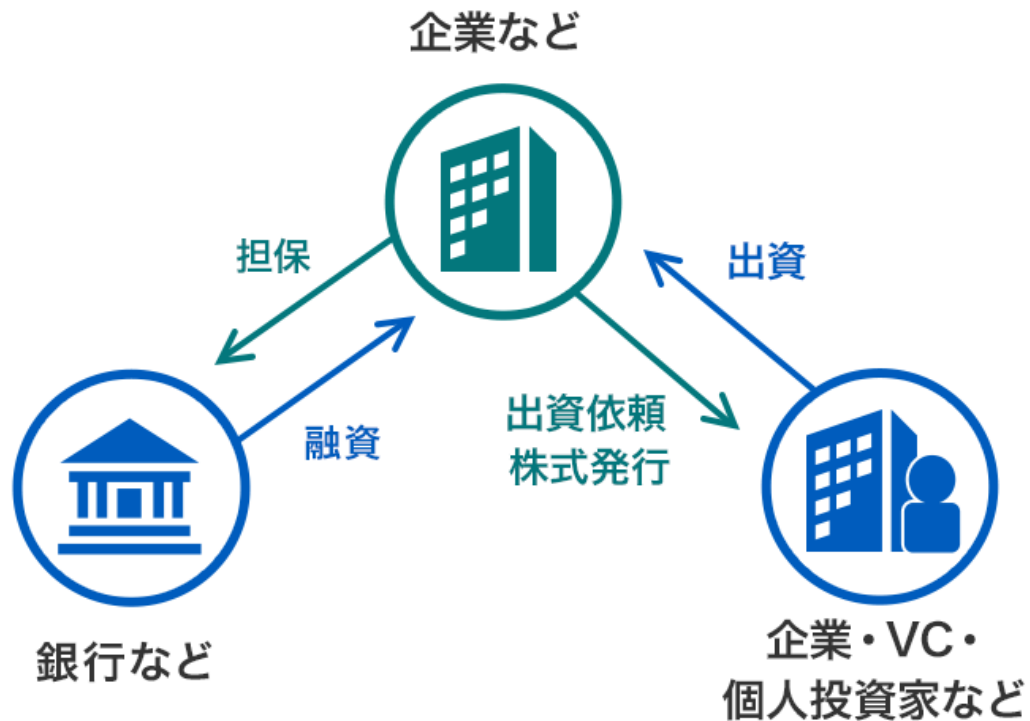 企業など
担保
出資
融資
出資依頼
株式発行
銀行など
企業・VC・
個人投資家など